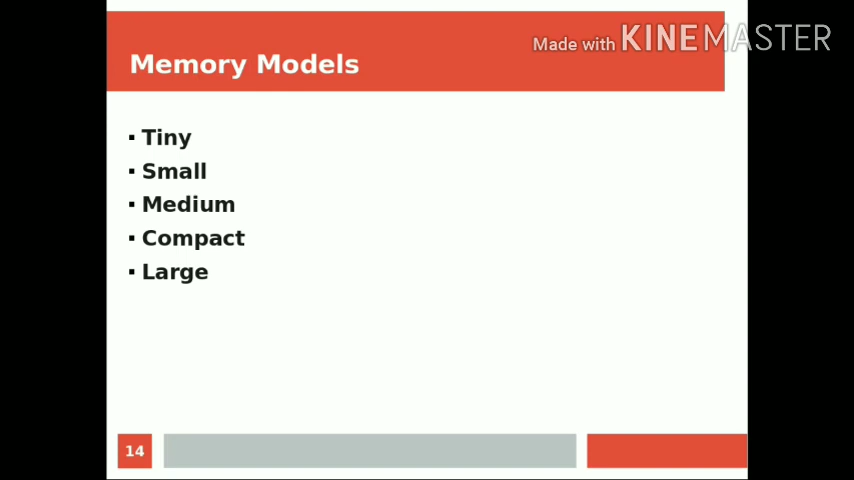 Made with KINEMASTER
Memory Models
▪ Tiny
▪ Small
▪ Medium
▪ Compact
▪ Large
14